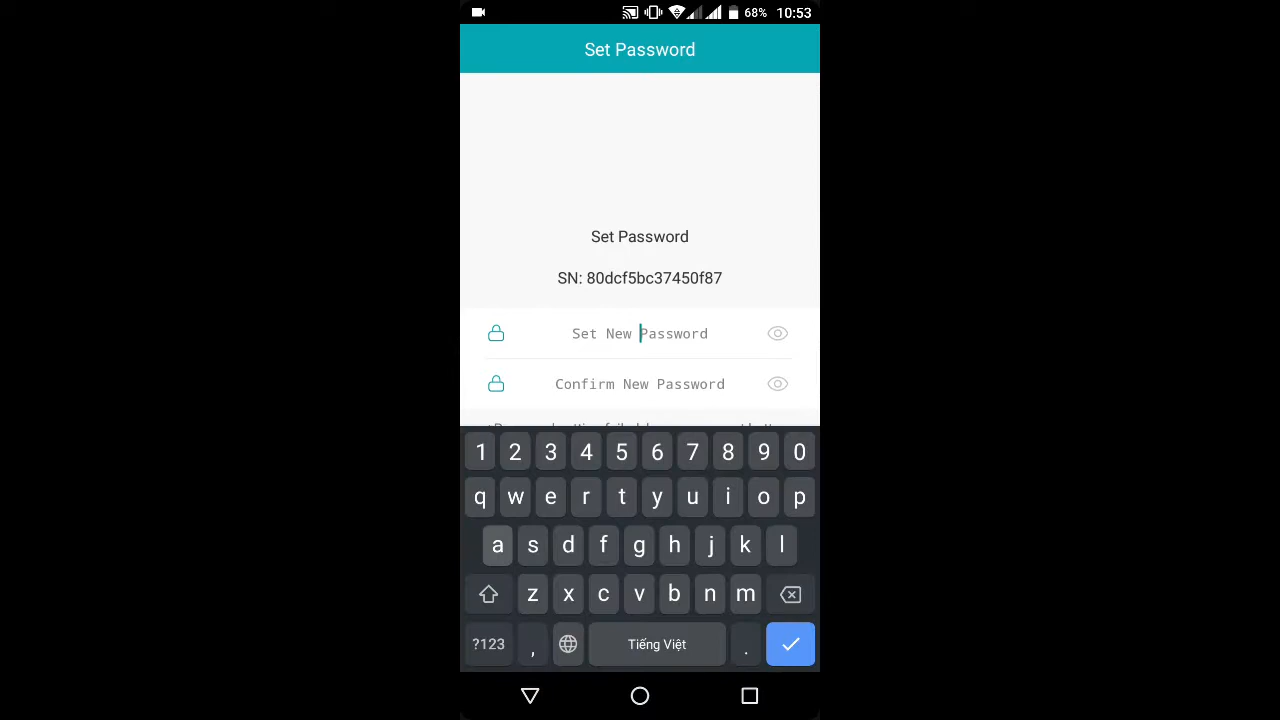 68% 10:53
Set Password
Set Password
SN: 80dcf5bc37450f87
Set New Password
Confirm New Password
1 2 3 4 5 6 7 8 9 0
q w e r t y u i o p
a s d f g h j k l
z x c v b n m
?123 , Tiếng Việt .